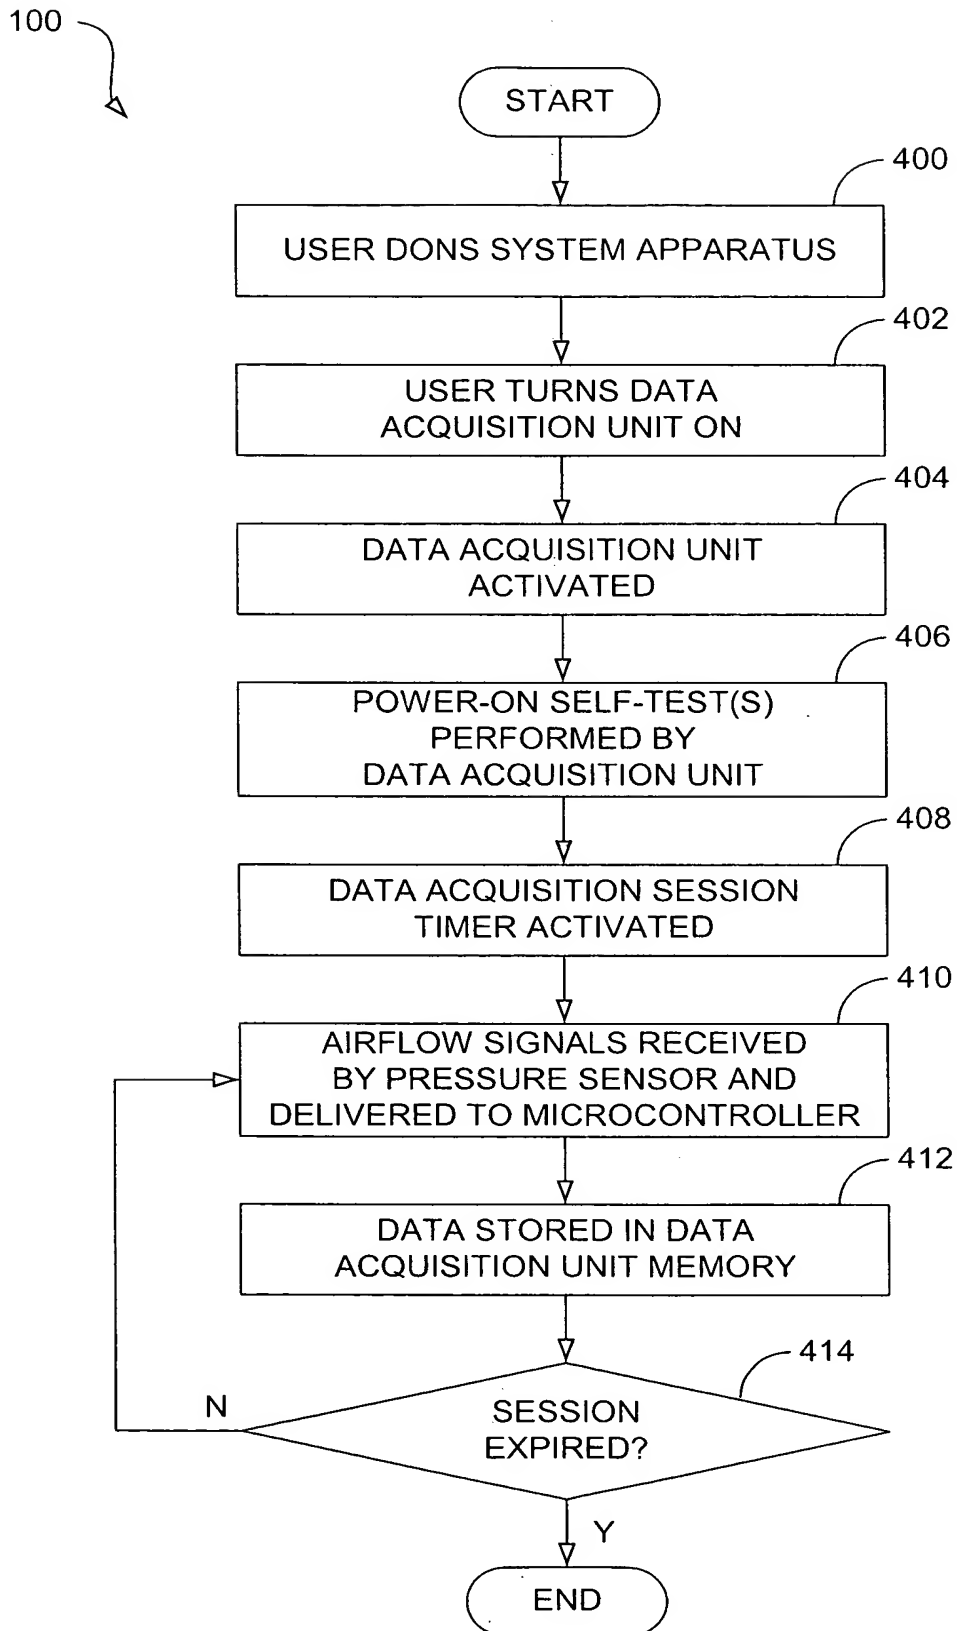 100
START
400
USER DONS SYSTEM APPARATUS
402
USER TURNS DATA
ACQUISITION UNIT ON
404
DATA ACQUISITION UNIT
ACTIVATED
406
POWER-ON SELF-TEST(S)
PERFORMED BY
DATA ACQUISITION UNIT
408
DATA ACQUISITION SESSION
TIMER ACTIVATED
410
AIRFLOW SIGNALS RECEIVED
BY PRESSURE SENSOR AND
DELIVERED TO MICROCONTROLLER
412
DATA STORED IN DATA
ACQUISITION UNIT MEMORY
414
N
SESSION
EXPIRED?
Y
END